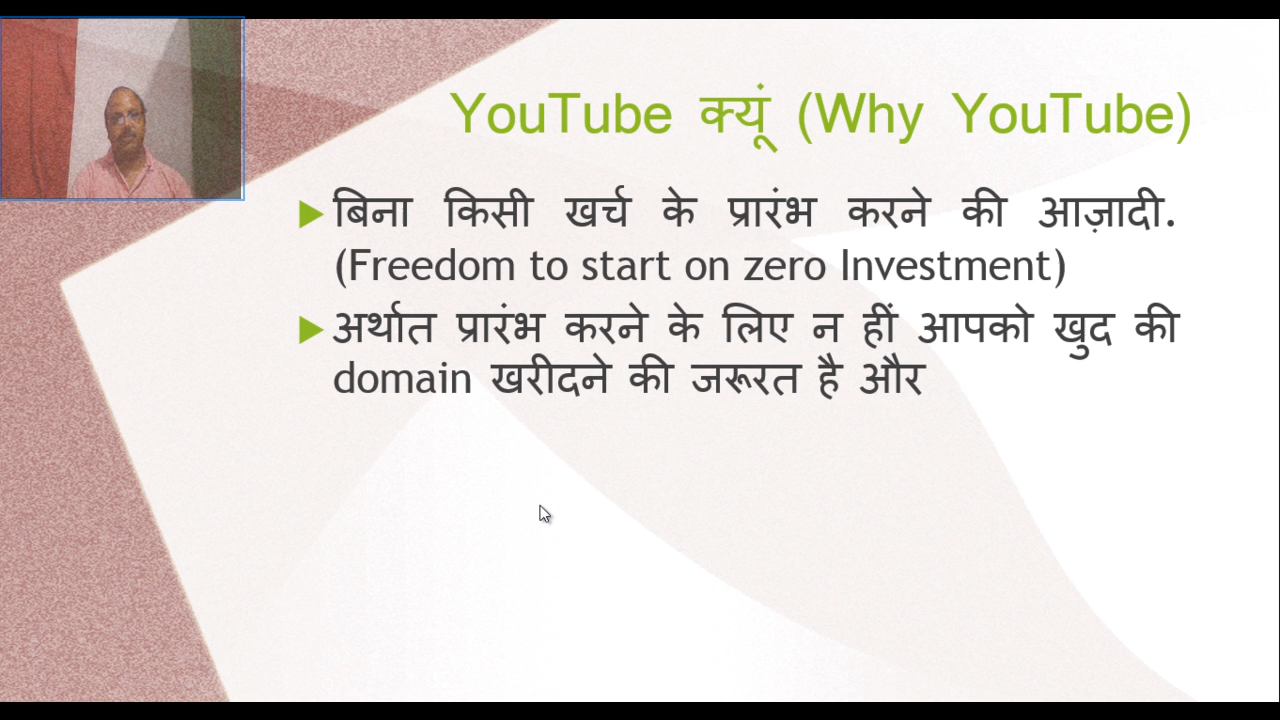 YouTube क्यूं (Why YouTube)
बिना किसी खर्च के प्रारंभ करने की आज़ादी.
(Freedom to start on zero Investment)
अर्थात प्रारंभ करने के लिए न हीं आपको खुद की
domain खरीदने की जरूरत है और